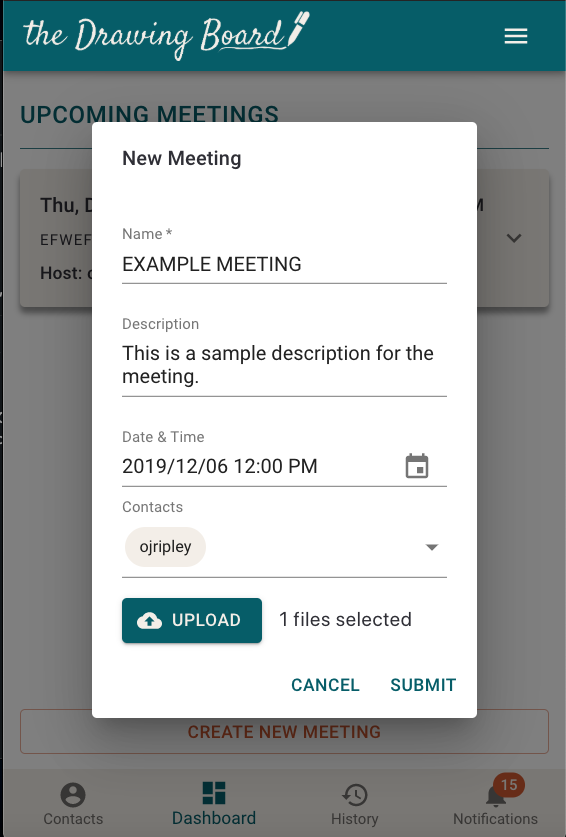 the Drawing Board
UPCOMING MEETINGS
New Meeting
Thu,
M
EFWEF
Host:
Name *
EXAMPLE MEETING
Description
This is a sample description for the
meeting.
Date & Time
2019/12/06 12:00 PM
Contacts
ojripley
UPLOAD 1 files selected
CANCEL SUBMIT
CREATE NEW MEETING
15
Contacts Dashboard History Notifications